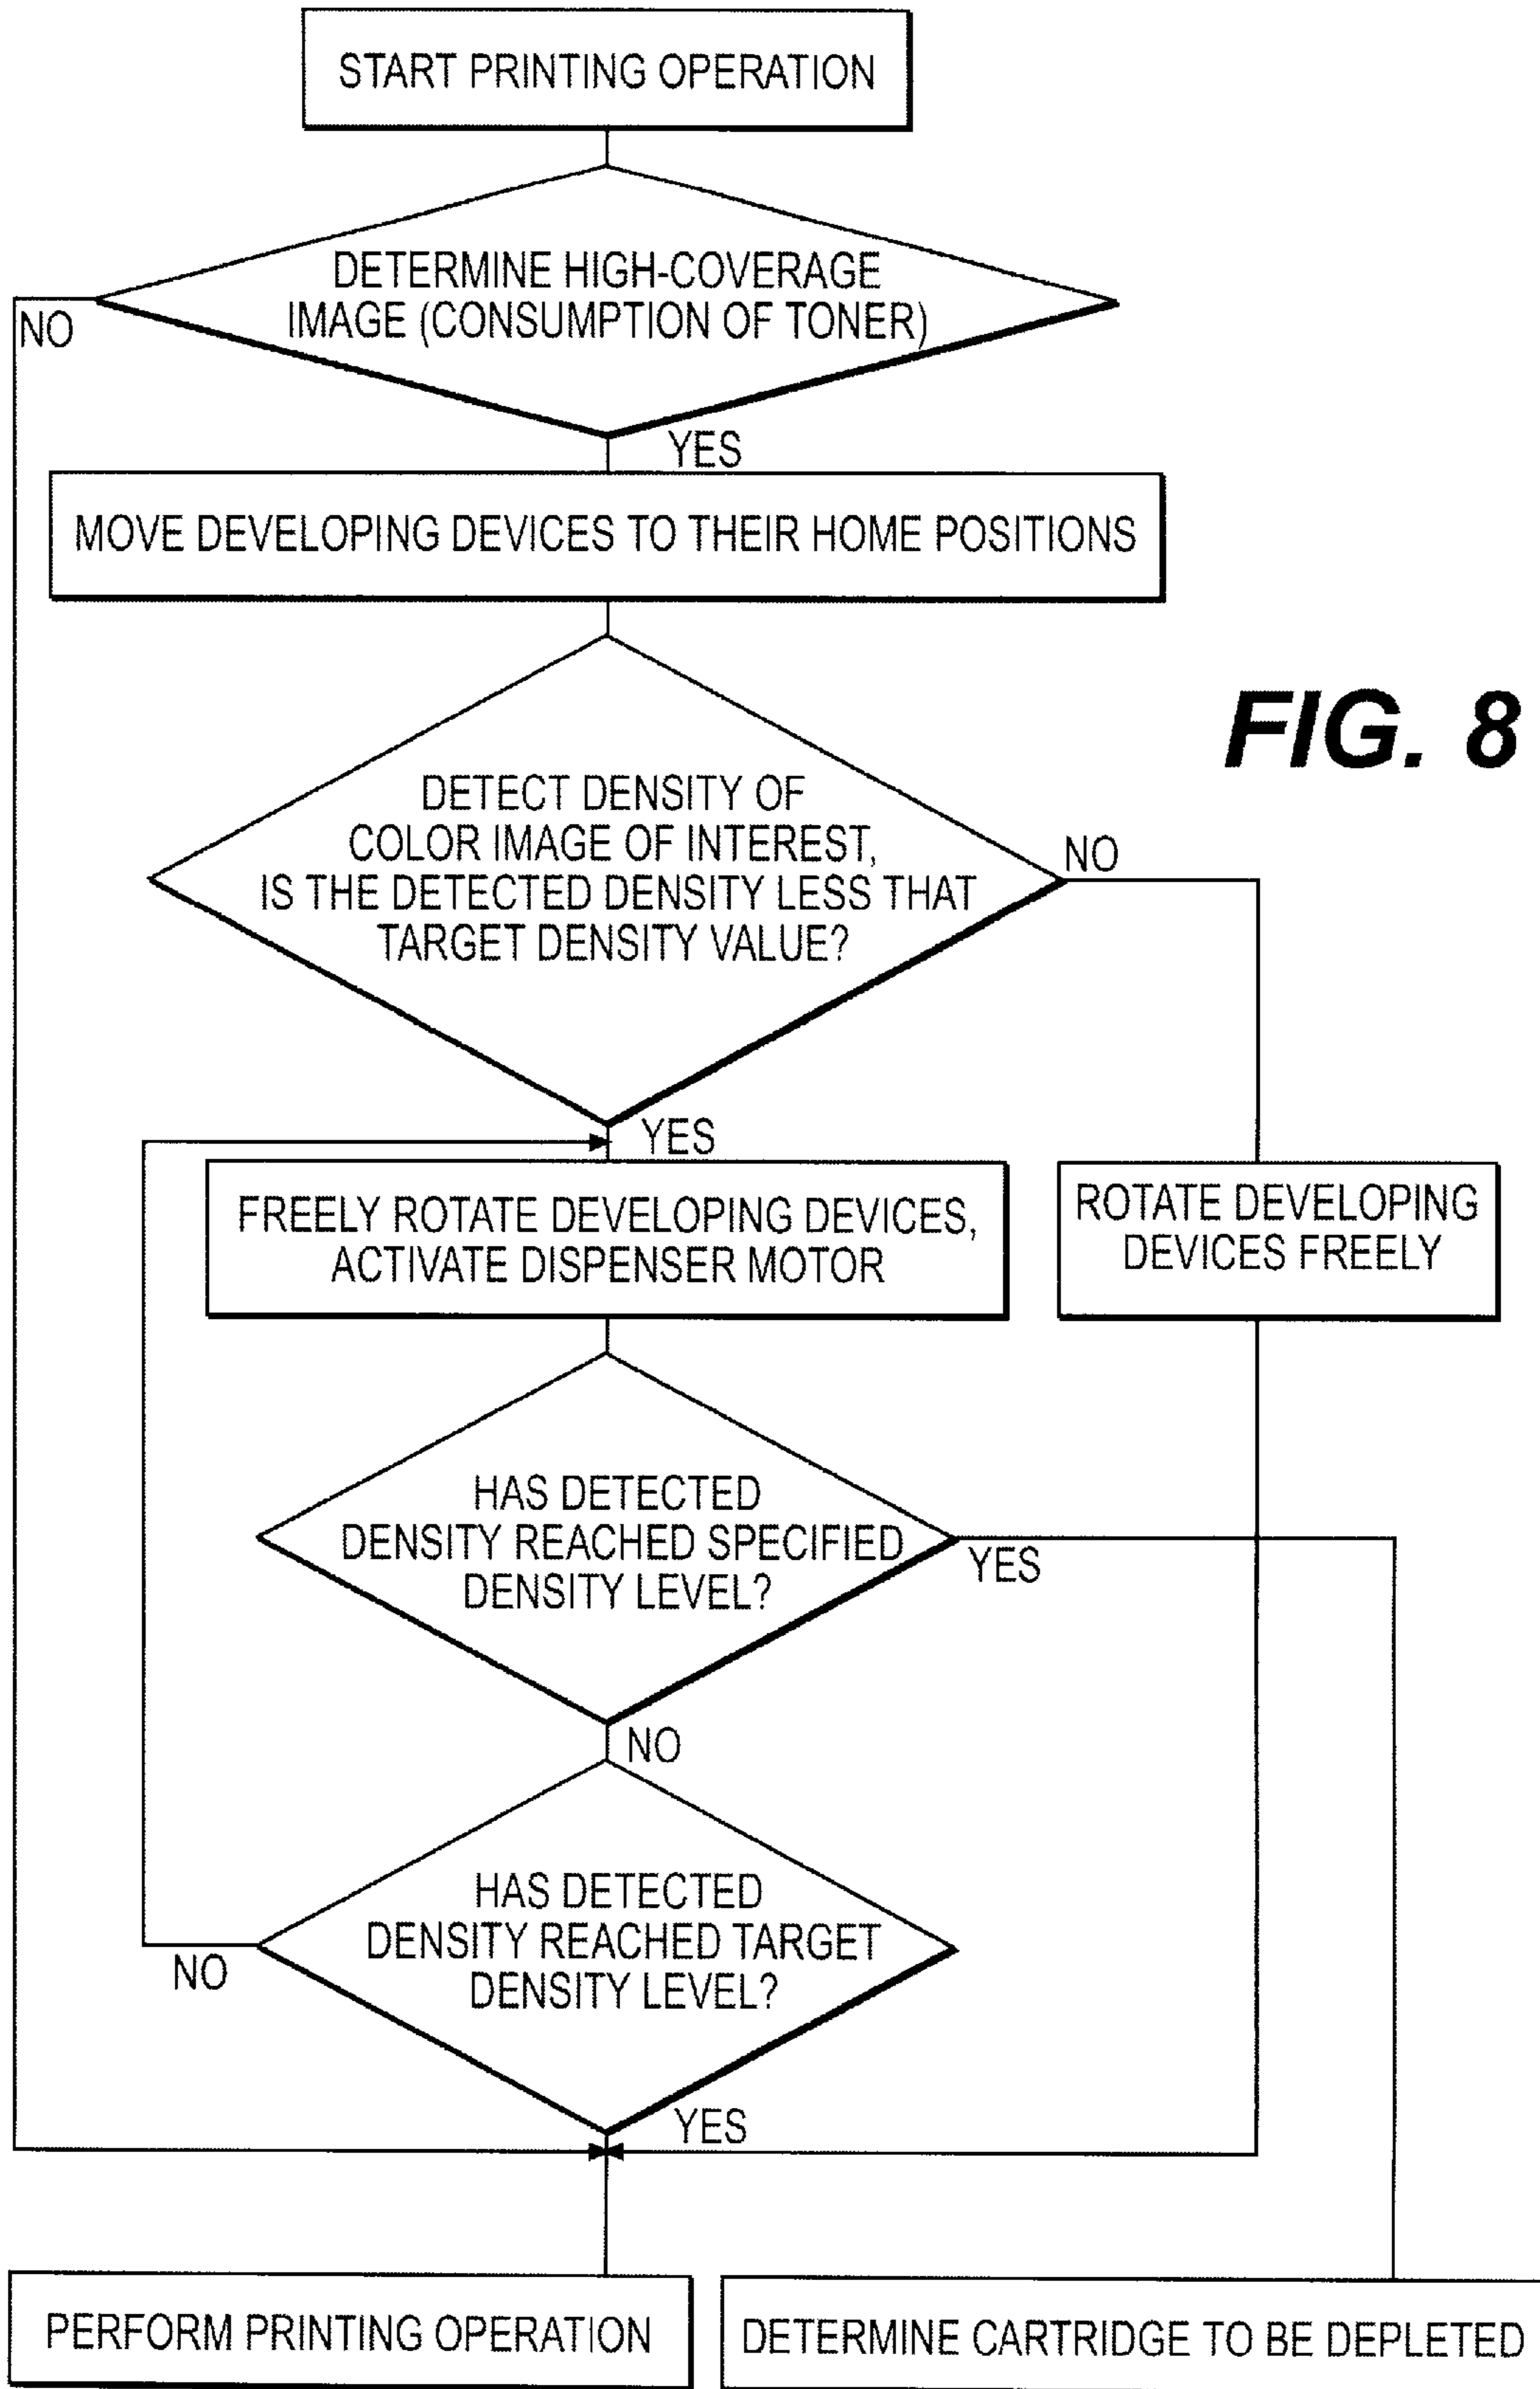 START PRINTING OPERATION
DETERMINE HIGH-COVERAGE
IMAGE (CONSUMPTION OF TONER)
NO
YES
MOVE DEVELOPING DEVICES TO THEIR HOME POSITIONS
FIG. 8
DETECT DENSITY OF
COLOR IMAGE OF INTEREST,
IS THE DETECTED DENSITY LESS THAT
TARGET DENSITY VALUE?
NO
YES
FREELY ROTATE DEVELOPING DEVICES,
ACTIVATE DISPENSER MOTOR
ROTATE DEVELOPING
DEVICES FREELY
HAS DETECTED
DENSITY REACHED SPECIFIED
DENSITY LEVEL?
YES
NO
HAS DETECTED
DENSITY REACHED TARGET
DENSITY LEVEL?
NO
YES
PERFORM PRINTING OPERATION
DETERMINE CARTRIDGE TO BE DEPLETED